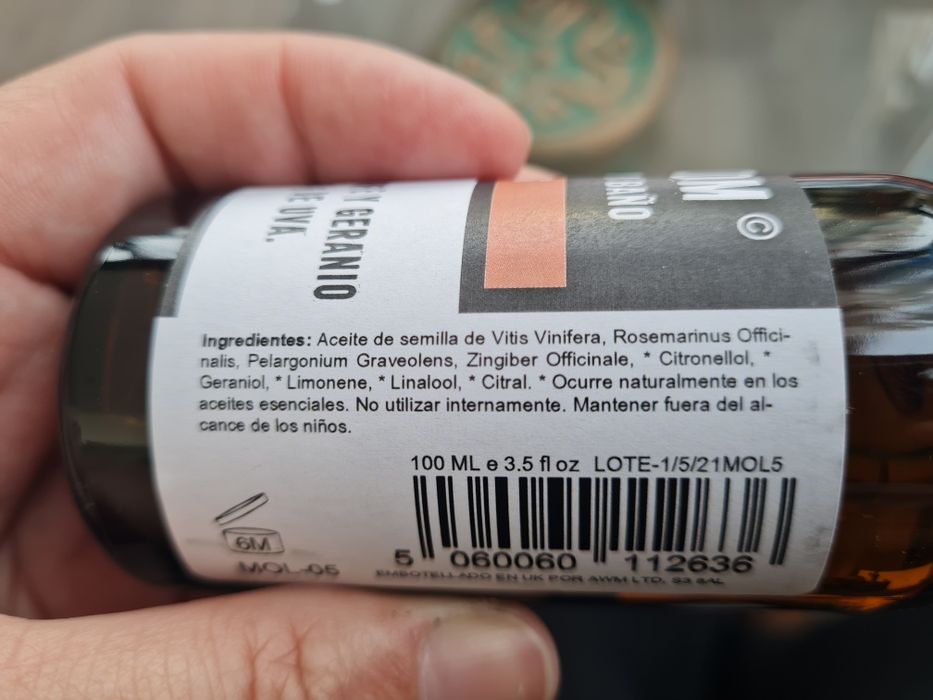 GERANIO
UVA.
BAÑO
Ingredientes: Aceite de semilla de Vitis Vinifera, Rosemarinus Offici-
nalis, Pelargonium Graveolens, Zingiber Officinale, * Citronellol, *
Geraniol, * Limonene, * Linalool, * Citral. * Ocurre naturalmente en los
aceites esenciales. No utilizar internamente. Mantener fuera del al-
cance de los niños.
100 ML e 3.5 fl oz LOTE-1/5/21MOL5
6M
MOL-05
5 060060 112636
EMBOTELLADO EN UK POR AWM LTD. S3 8AL